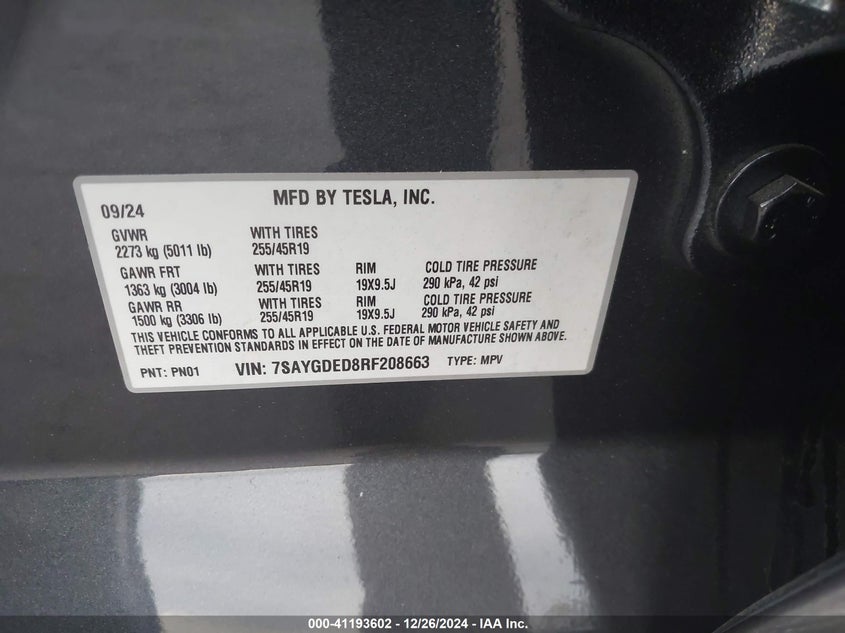 MFD BY TESLA, INC.
09/24
GVWR WITH TIRES
2273 kg (5011 lb) 255/45R19
GAWR FRT WITH TIRES RIM COLD TIRE PRESSURE
1363 kg (3004 lb) 255/45R19 19X9.5J 290 kPa, 42 psi
GAWR RR WITH TIRES RIM COLD TIRE PRESSURE
1500 kg (3306 lb) 255/45R19 19X9.5J 290 kPa, 42 psi
THIS VEHICLE CONFORMS TO ALL APPLICABLE U.S. FEDERAL MOTOR VEHICLE SAFETY AND
THEFT PREVENTION STANDARDS IN EFFECT ON THE DATE OF MANUFACTURE SHOWN ABOVE.
PNT: PN01 VIN: 7SAYGDED8RF208663 TYPE: MPV
000-41193602 - 12/26/2024 - IAA Inc.